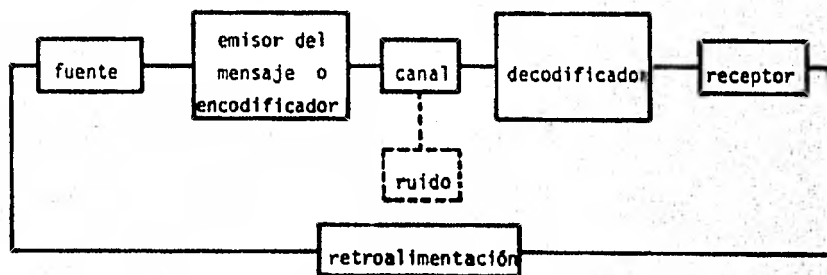 fuente
emisor del
mensaje o
encodificador
canal
decodificador
receptor
ruido
retroalimentación